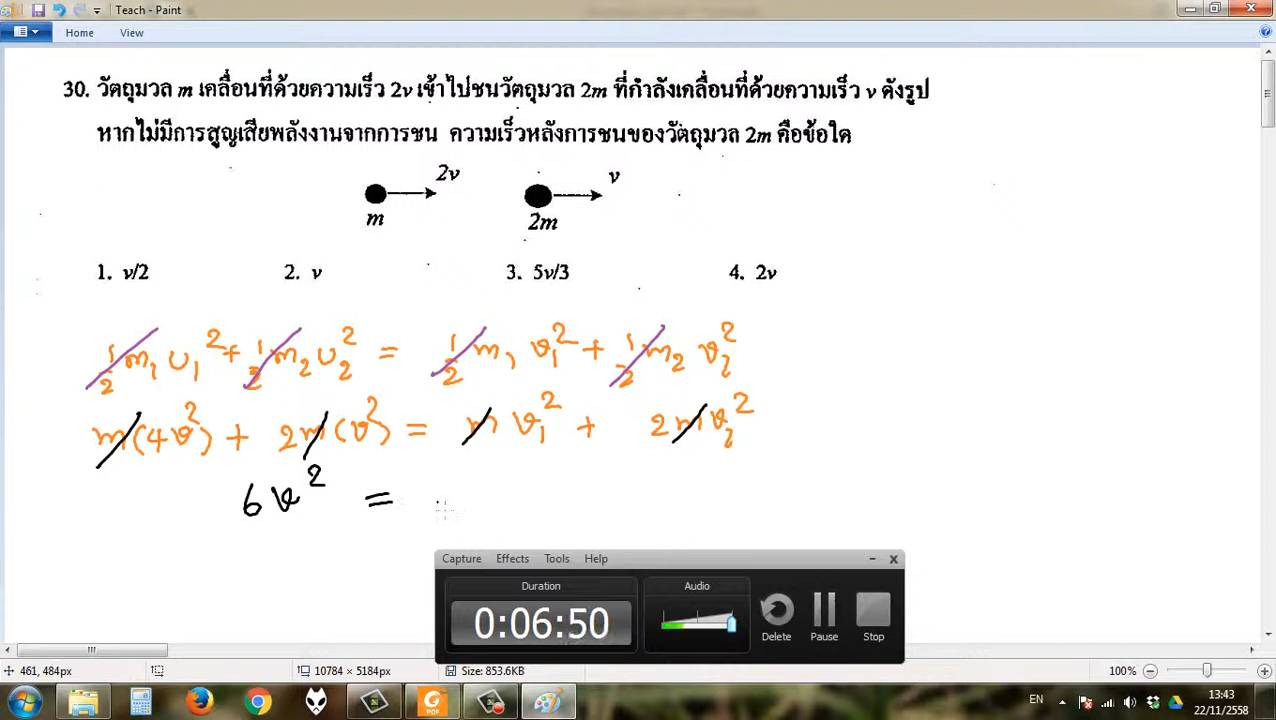 Teach - Paint
Home View
30. วัตถุมวล m เคลื่อนที่ด้วยความเร็ว 2v เข้าไปชนวัตถุมวล 2m ที่กำลังเคลื่อนที่ด้วยความเร็ว v ดังรูป
หากไม่มีการสูญเสียพลังงานจากการชน ความเร็วหลังการชนของวัตถุมวล 2m คือข้อใด
2v v
m 2m
1. v/2 2. v 3. 5v/3 4. 2v
½m₁u₁² + ½m₂u₂² = ½m₁v₁² + ½m₂v₂²
m(4v²) + 2m(v²) = mv₁² + 2mv₂²
6v² =
Capture Effects Tools Help
Duration Audio
0:06:50
Delete Pause Stop
461, 484px 10784 × 5184px Size: 853.6KB 100%
PDF EN 13:43
22/11/2558